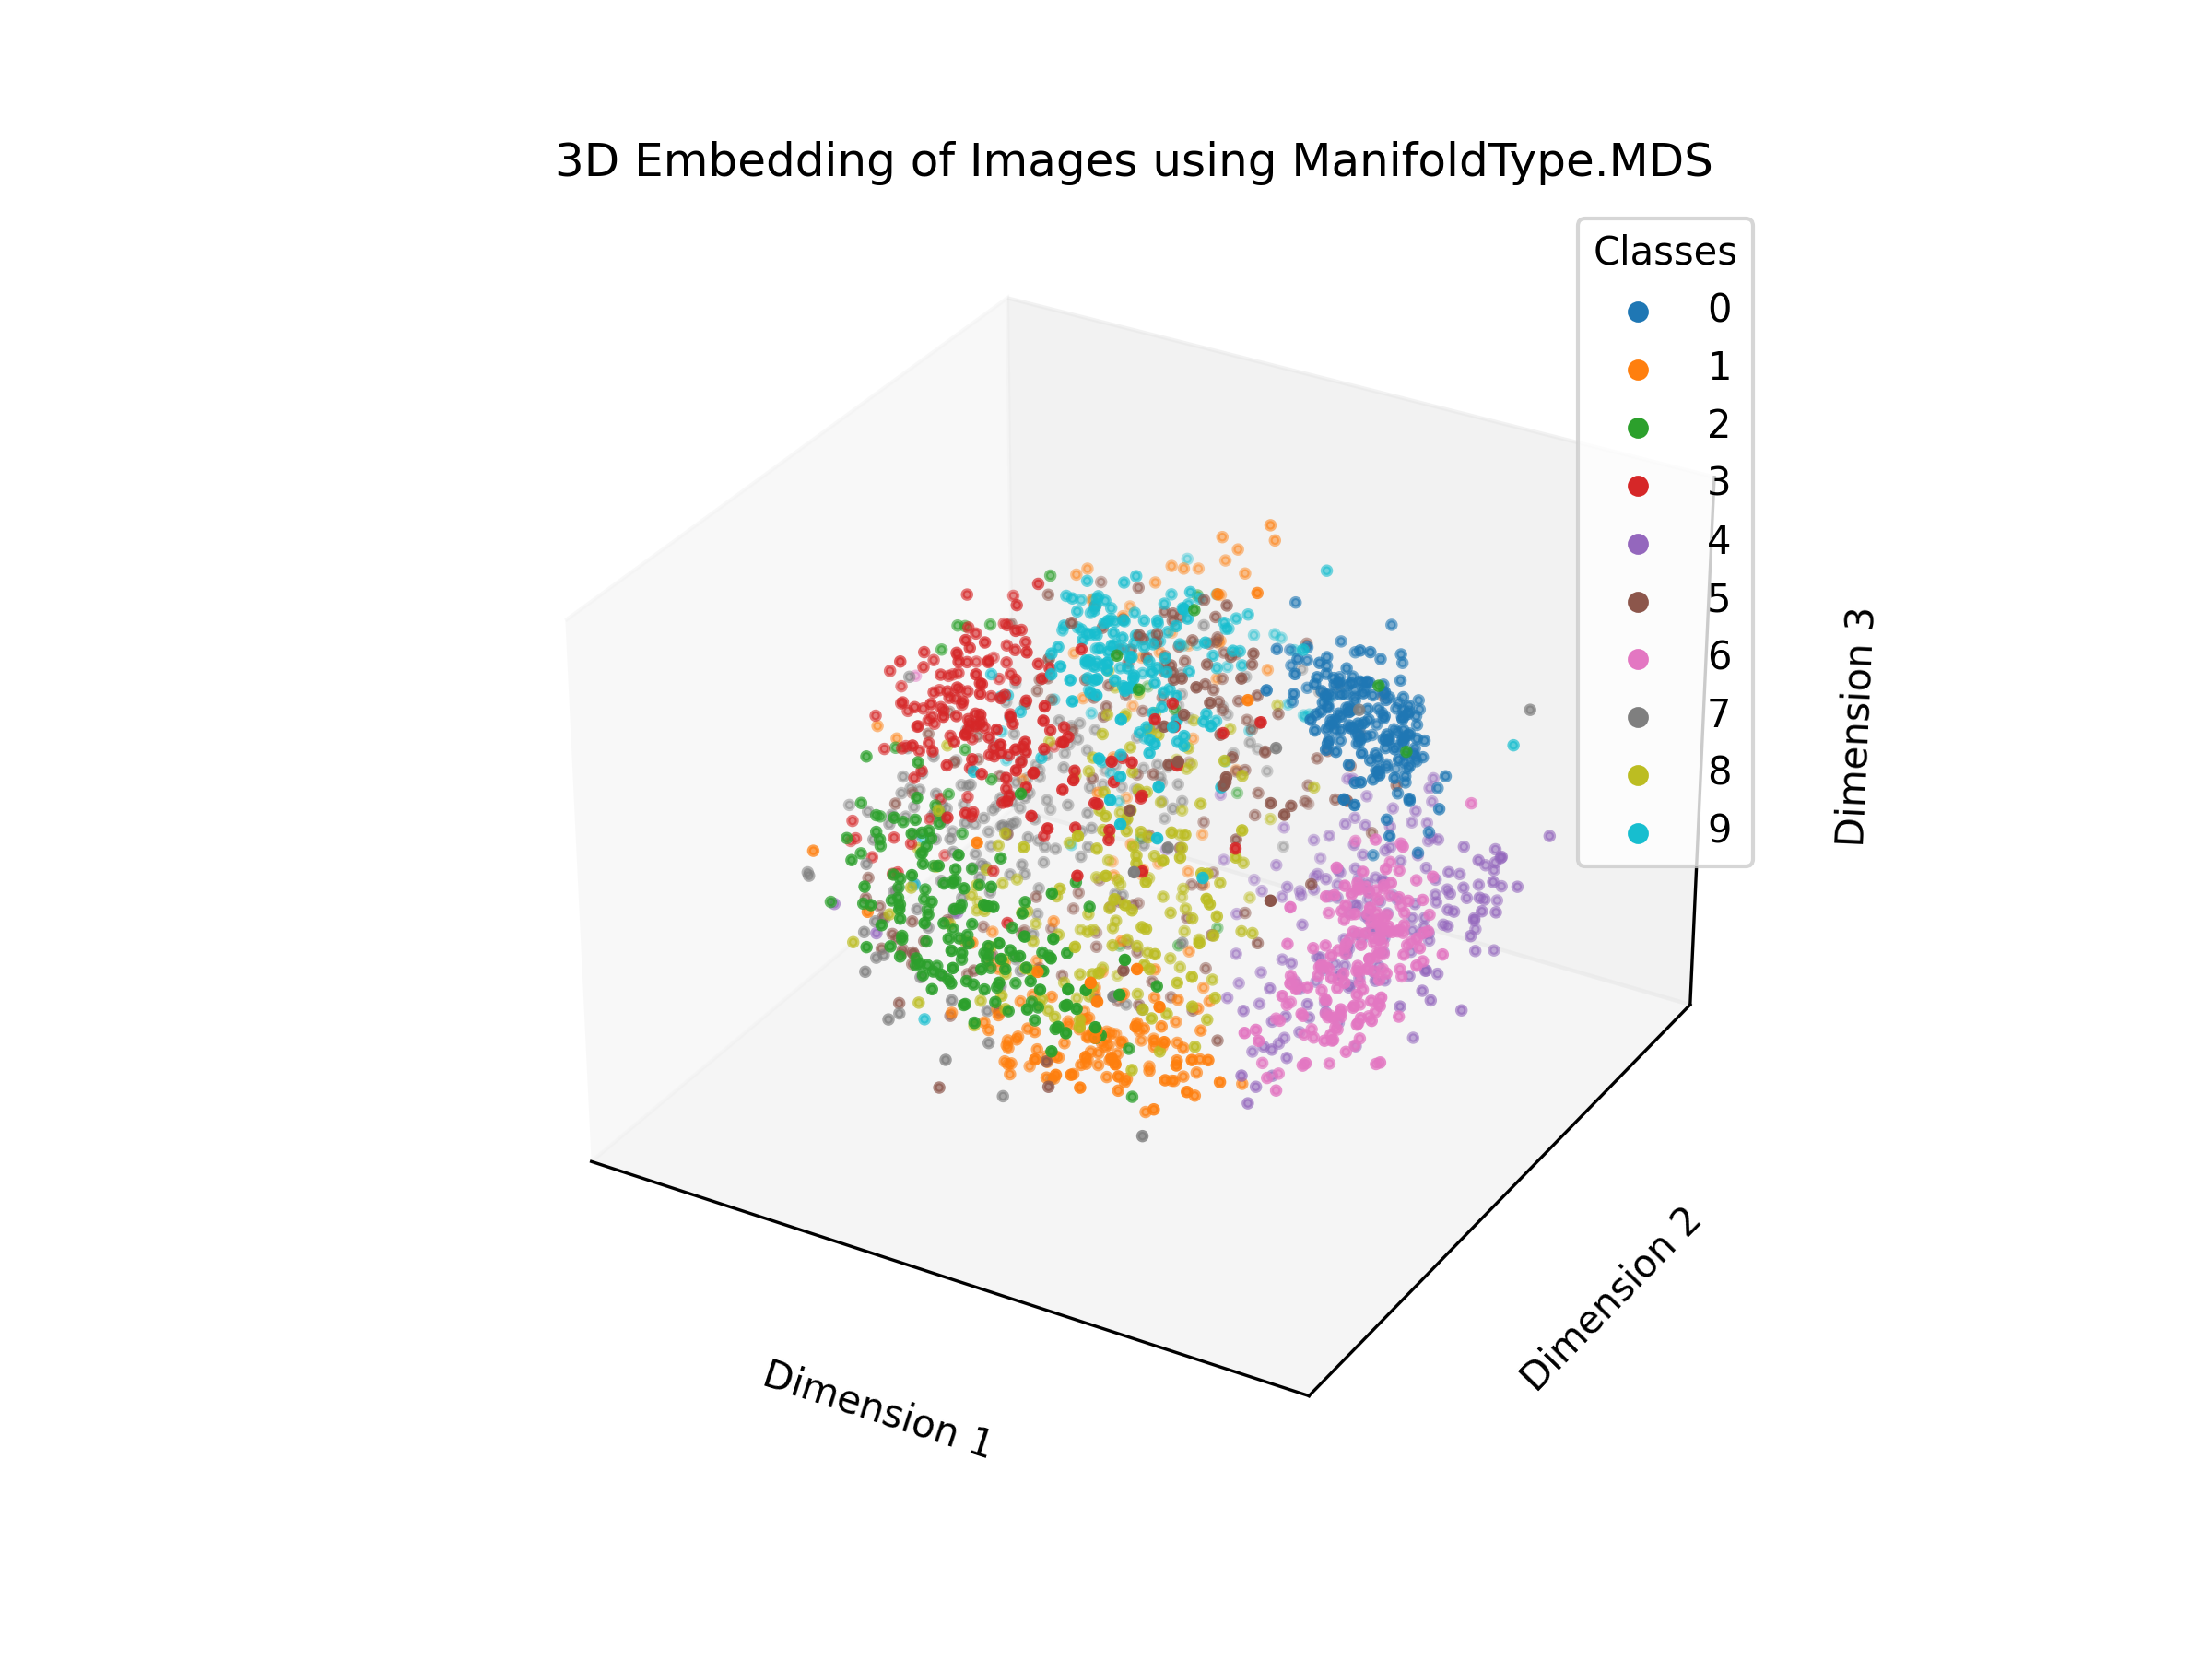 3D Embedding of Images using ManifoldType.MDS
Classes
0
1
2
3
4
5
6
7
8
9
Dimension 3
Dimension 2
Dimension 1